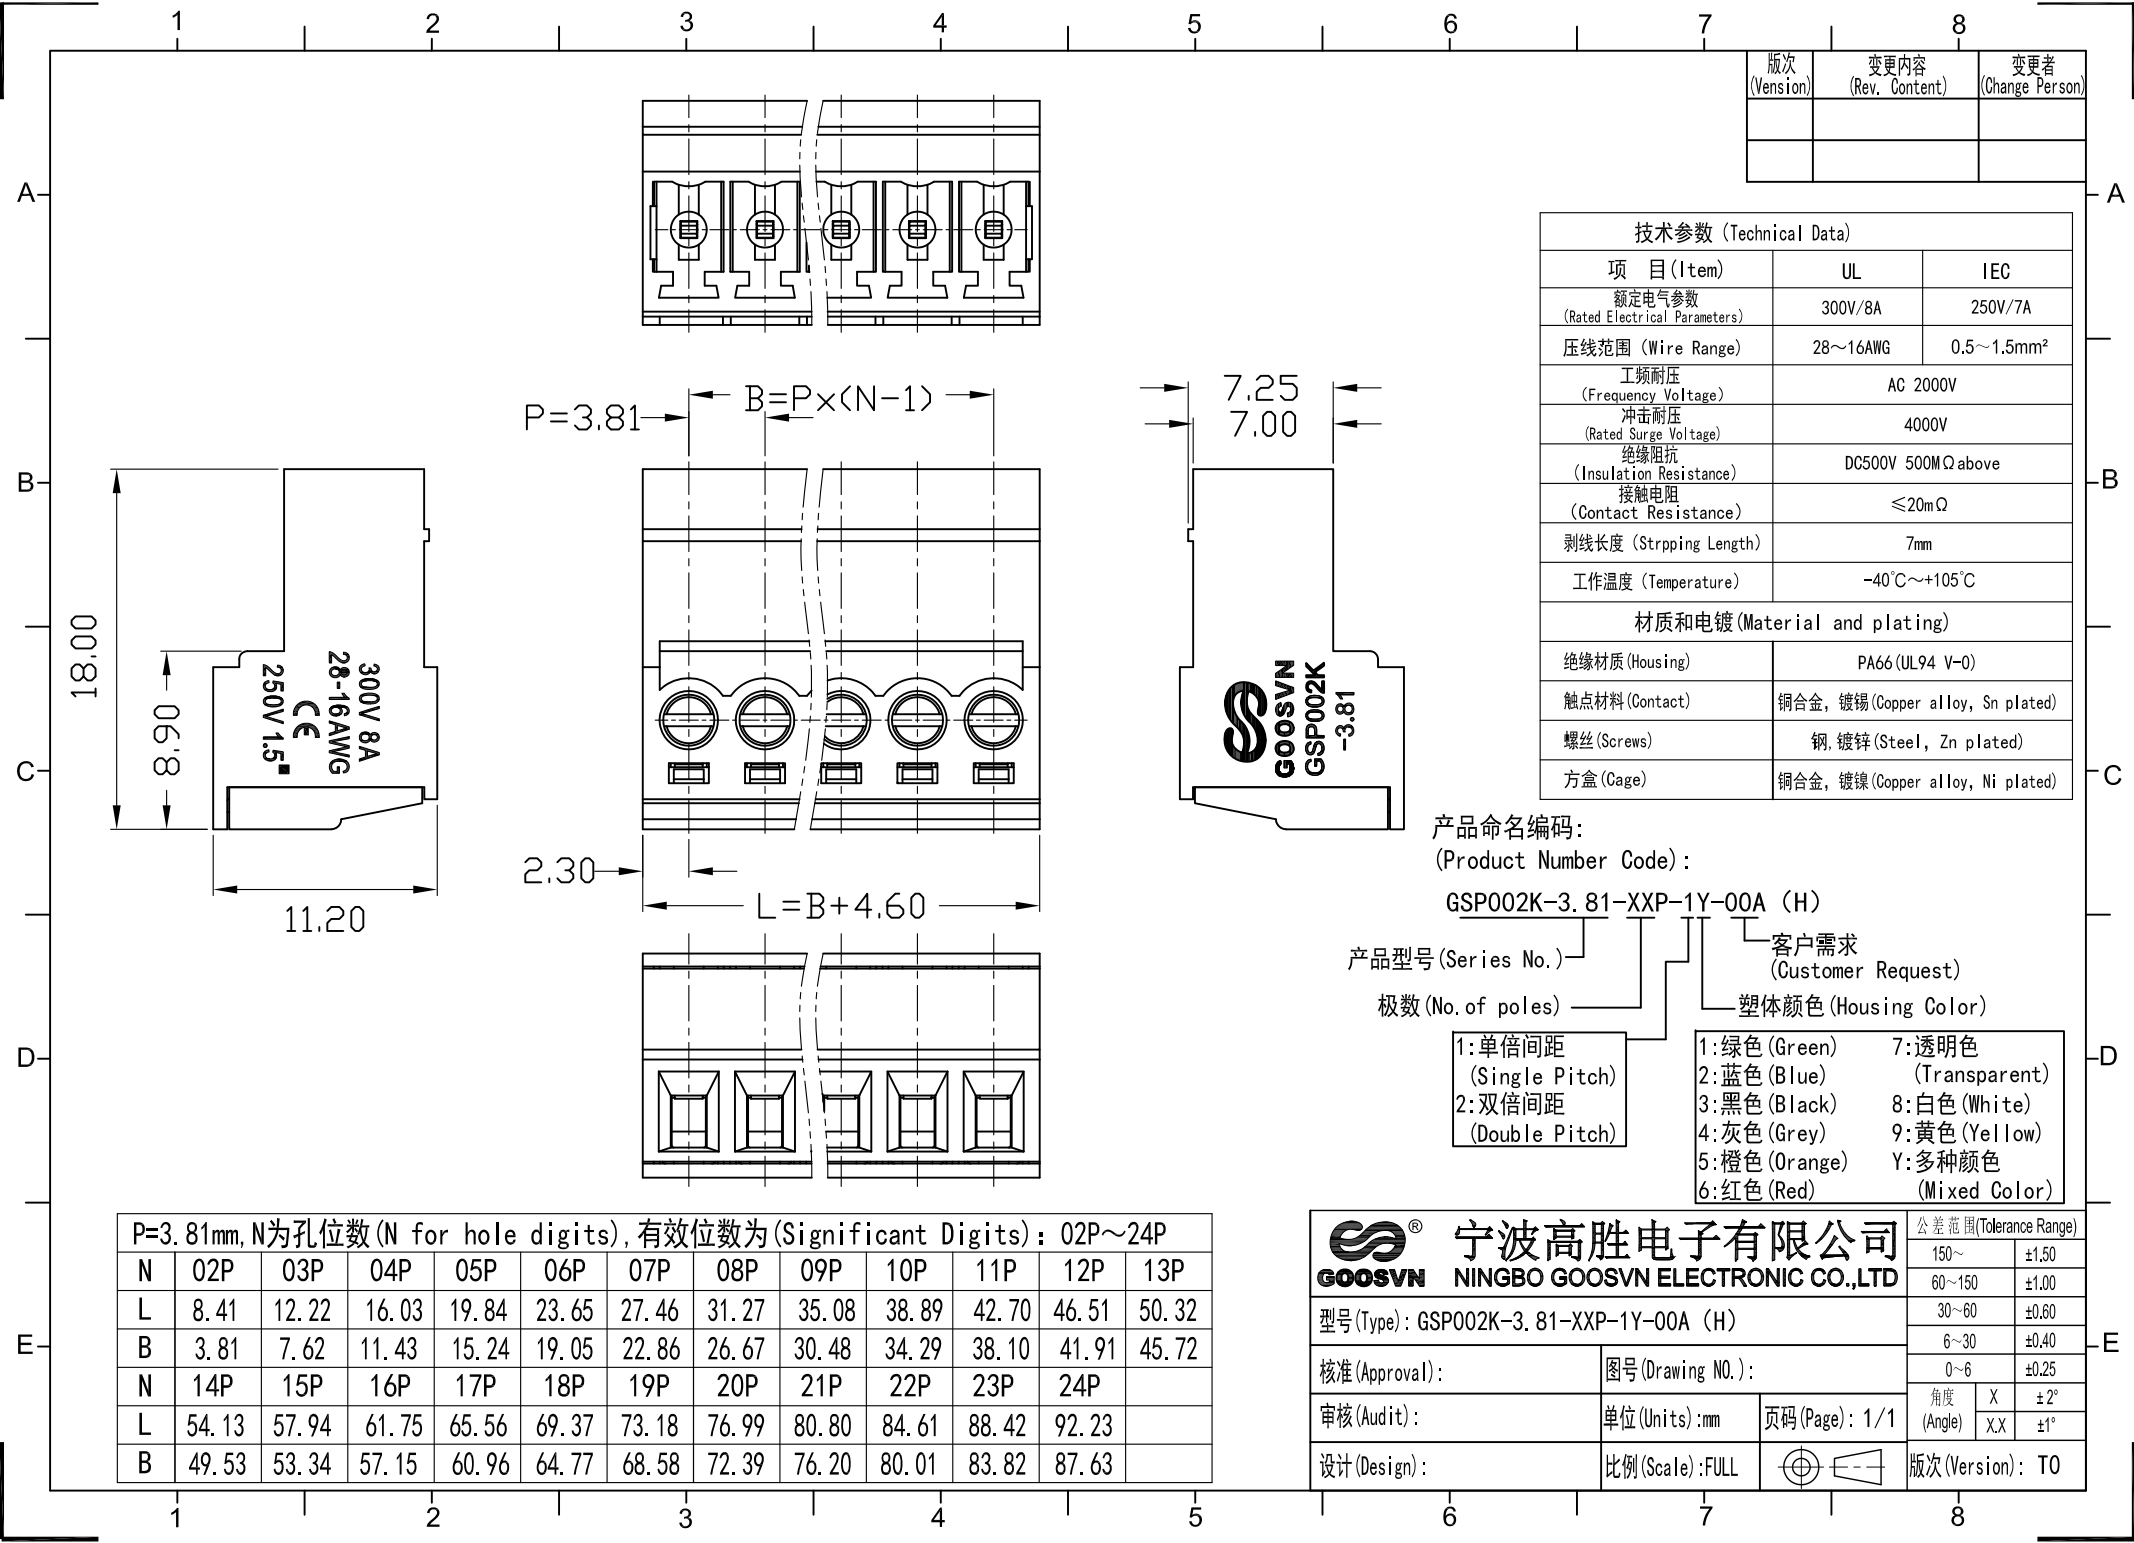 1 2 3 4 5 6 7 8
版次 变更内容 变更者
(Vension) (Rev. Content) (Change Person)
A A
技术参数 (Technical Data)
项 目(Item) UL IEC
额定电气参数
(Rated Electrical Parameters) 300V/8A 250V/7A
压线范围 (Wire Range) 28～16AWG 0.5～1.5mm²
工频耐压
(Frequency Voltage) AC 2000V
冲击耐压
(Rated Surge Voltage) 4000V
绝缘阻抗
(Insulation Resistance) DC500V 500MΩabove
接触电阻
(Contact Resistance) ≤20mΩ
剥线长度 (Strpping Length) 7mm
工作温度 (Temperature) -40℃～+105℃
材质和电镀(Material and plating)
绝缘材质(Housing) PA66(UL94 V-0)
触点材料(Contact) 铜合金, 镀锡(Copper alloy, Sn plated)
螺丝(Screws) 钢,镀锌(Steel, Zn plated)
方盒(Cage) 铜合金, 镀镍(Copper alloy, Ni plated)
B=P×(N-1)
P=3.81
7.25
7.00
B B
18.00
8.90
11.20
300V 8A
28-16AWG
CE
250V 1.5■
GOOSVN
GSP002K
-3.81
C C
2.30
L=B+4.60
产品命名编码:
(Product Number Code):
GSP002K-3.81-XXP-1Y-00A (H)
产品型号(Series No.)
客户需求
(Customer Request)
极数(No.of poles)
塑体颜色(Housing Color)
1:单倍间距
(Single Pitch)
2:双倍间距
(Double Pitch)
1:绿色(Green) 7:透明色
2:蓝色(Blue) (Transparent)
3:黑色(Black) 8:白色(White)
4:灰色(Grey) 9:黄色(Yellow)
5:橙色(Orange) Y:多种颜色
6:红色(Red) (Mixed Color)
D D
P=3.81mm,N为孔位数(N for hole digits),有效位数为(Significant Digits): 02P～24P
N 02P 03P 04P 05P 06P 07P 08P 09P 10P 11P 12P 13P
L 8.41 12.22 16.03 19.84 23.65 27.46 31.27 35.08 38.89 42.70 46.51 50.32
B 3.81 7.62 11.43 15.24 19.05 22.86 26.67 30.48 34.29 38.10 41.91 45.72
N 14P 15P 16P 17P 18P 19P 20P 21P 22P 23P 24P
L 54.13 57.94 61.75 65.56 69.37 73.18 76.99 80.80 84.61 88.42 92.23
B 49.53 53.34 57.15 60.96 64.77 68.58 72.39 76.20 80.01 83.82 87.63
® 宁波高胜电子有限公司
GOOSVN NINGBO GOOSVN ELECTRONIC CO.,LTD
公差范围(Tolerance Range)
150～ ±1.50
60～150 ±1.00
30～60 ±0.60
6～30 ±0.40
0～6 ±0.25
角度 X ±2°
(Angle) X.X ±1°
型号(Type): GSP002K-3.81-XXP-1Y-00A (H)
核准(Approval): 图号(Drawing NO.):
审核(Audit): 单位(Units):mm 页码(Page): 1/1
设计(Design): 比例(Scale):FULL 版次(Version): T0
E E
1 2 3 4 5 6 7 8